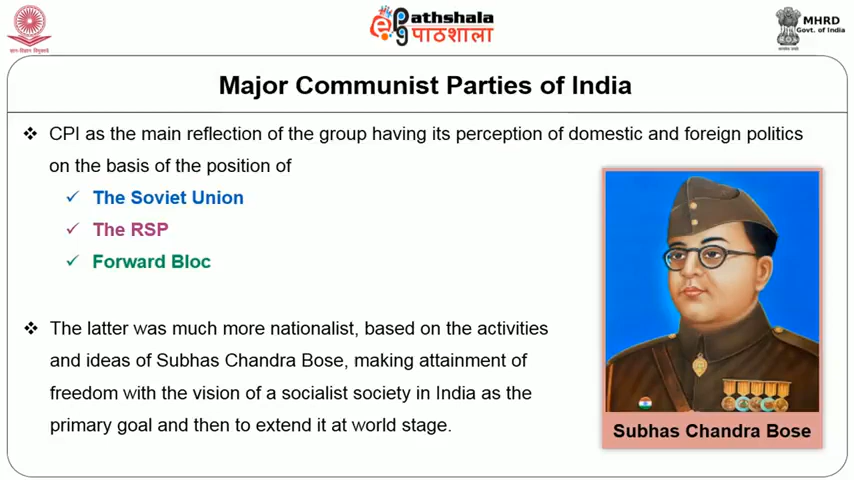 ePathshala
पाठशाला
MHRD
Govt. of India
Major Communist Parties of India
❖ CPI as the main reflection of the group having its perception of domestic and foreign politics
on the basis of the position of
✓ The Soviet Union
✓ The RSP
✓ Forward Bloc
❖ The latter was much more nationalist, based on the activities
and ideas of Subhas Chandra Bose, making attainment of
freedom with the vision of a socialist society in India as the
primary goal and then to extend it at world stage.
Subhas Chandra Bose